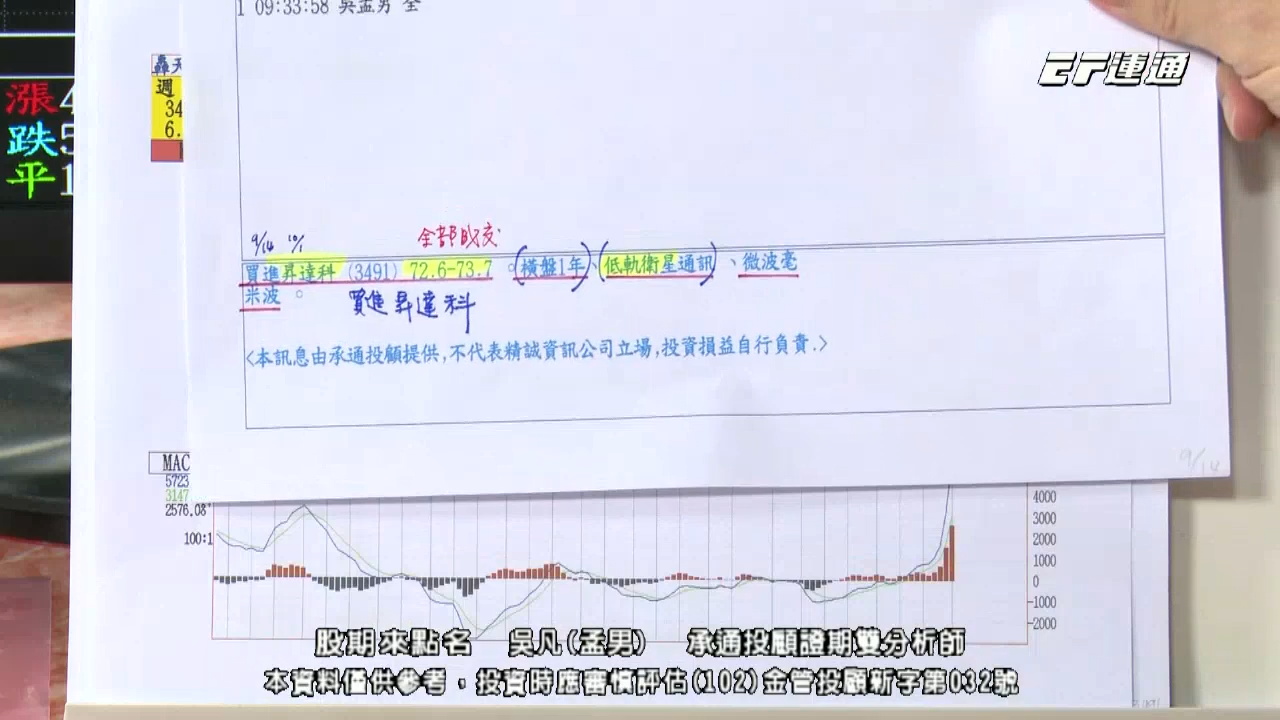 1 09:33:58 吳孟男 全
EF運通
轟天
週
34
6.
漲4
跌5
平1
9/14
全部成交
買進昇達科 (3491) 72.6-73.7 。(橫盤1年)、(低軌衛星通訊)、微波毫
米波 。
買進昇達科
<本訊息由承通投顧提供,不代表精誠資訊公司立場,投資損益自行負責.>
9/14
MAC
5723
3147
2576.08
100:1
4000
3000
2000
1000
0
-1000
-2000
股期來點名 吳凡(孟男) 承通投顧證期雙分析師
本資料僅供參考，投資時應審慎評估(102)金管投顧新字第032號